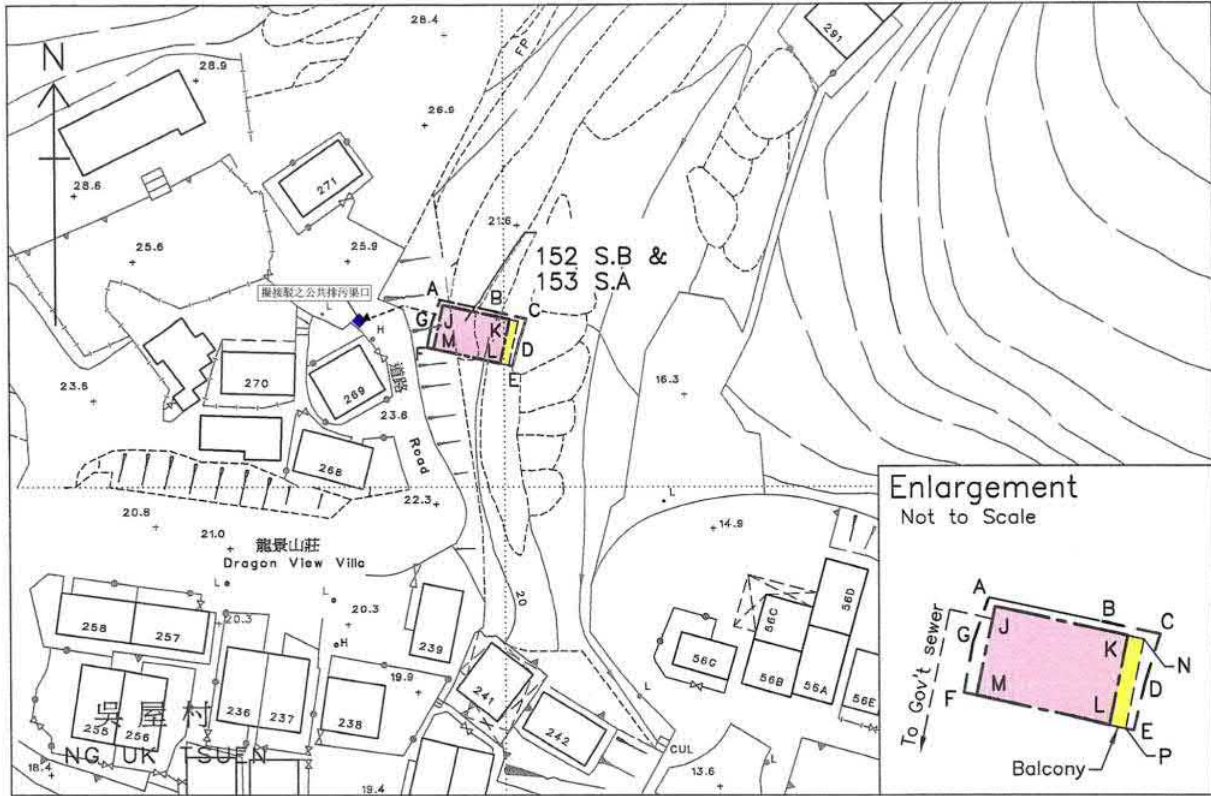 28.4
FP
291
N
28.9
26.9
28.6
271
21.6
25.6
25.9
152 S.B &
153 S.A
擬接駁之公共排污渠口
L
H
A
B
C
G
J
K
M
L
D
F
E
270
269
道路
23.6
16.3
23.6
Road
268
22.3
20.8
21.0
龍景山莊
Dragon View Villa
L
14.9
L
20.3
L
20.3
H
20
258
257
239
56D
56C
56C
56B
56A
56E
19.9
241
L
236
237
238
255
256
242
吳屋村
NG UK TSUEN
CUL
L
18.4
19.4
13.6
Enlargement
Not to Scale
A
B
C
G
J
K
N
F
M
L
D
E
P
To Gov't sewer
Balcony